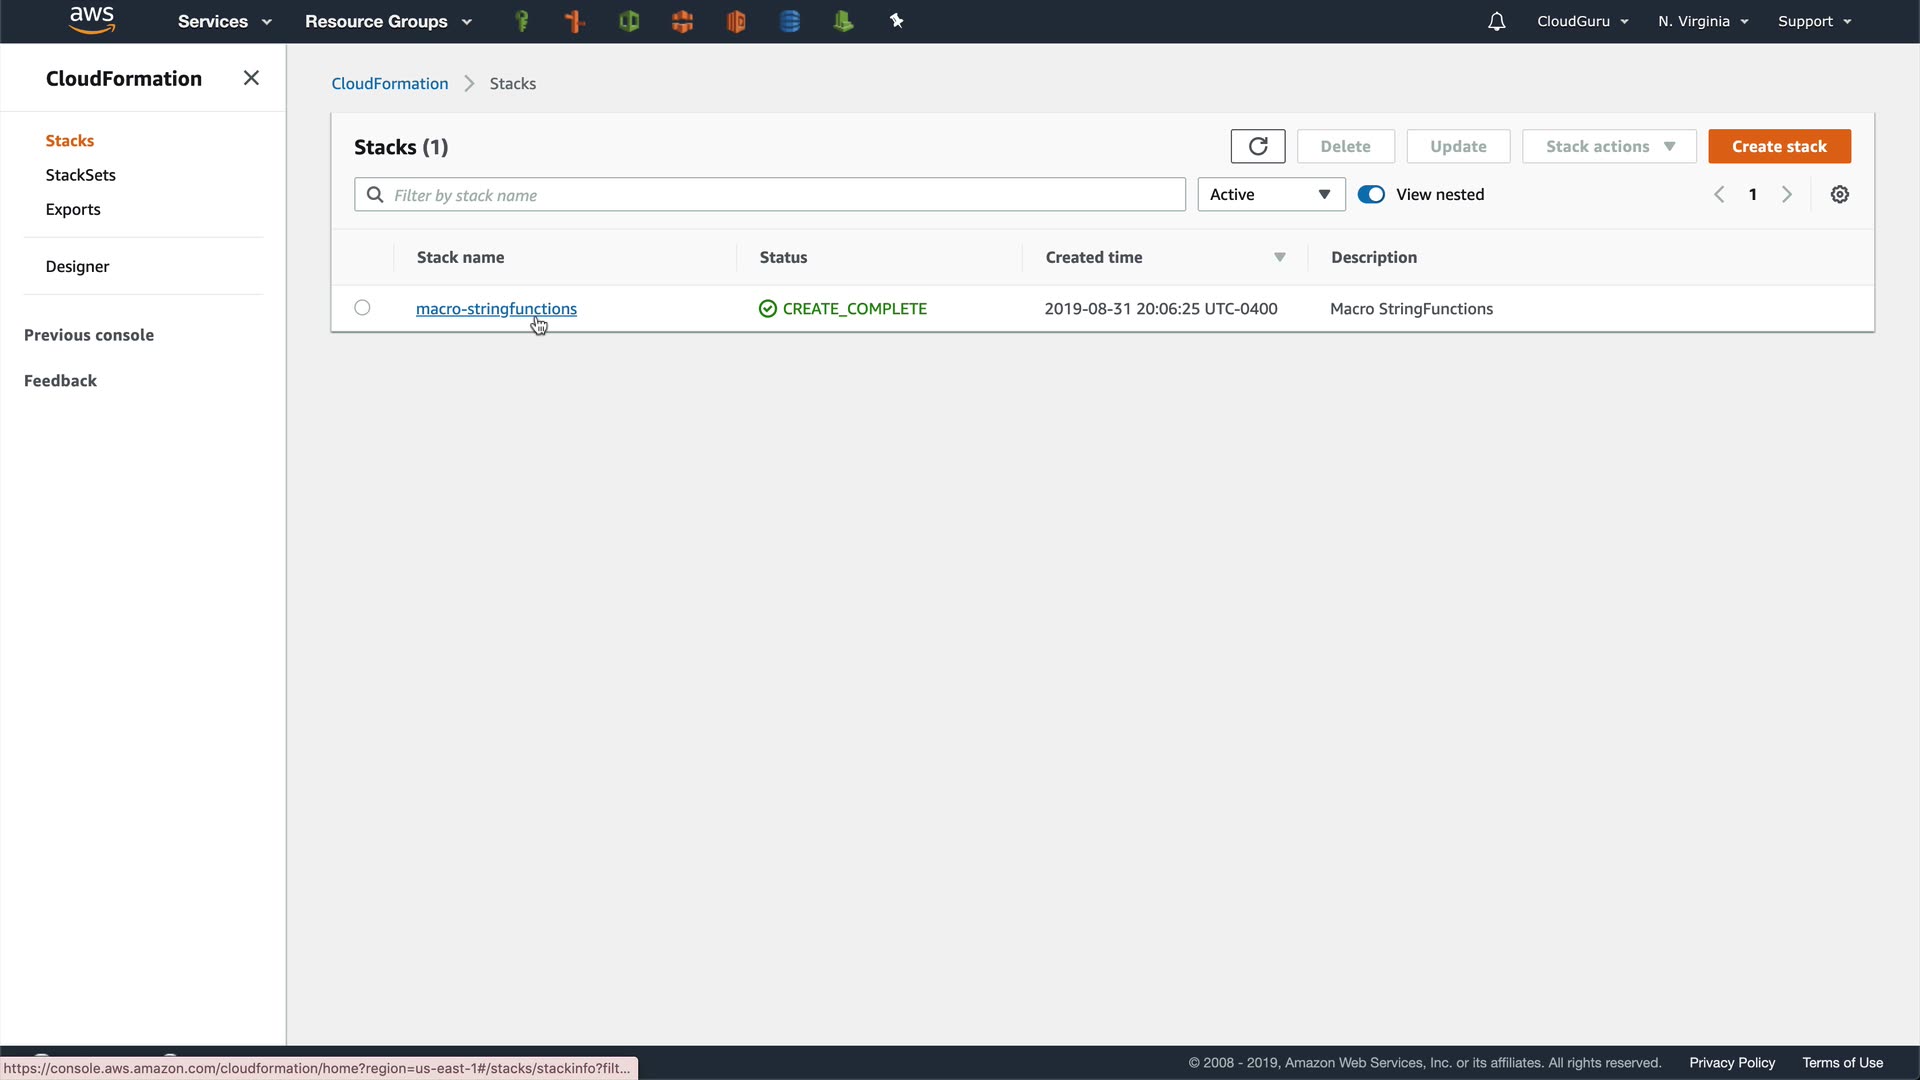 aws Services Resource Groups CloudGuru N. Virginia Support
CloudFormation
Stacks
StackSets
Exports
Designer
Previous console
Feedback
CloudFormation Stacks
Stacks (1) Delete Update Stack actions Create stack
Filter by stack name Active View nested 1
Stack name Status Created time Description
macro-stringfunctions CREATE_COMPLETE 2019-08-31 20:06:25 UTC-0400 Macro StringFunctions
https://console.aws.amazon.com/cloudformation/home?region=us-east-1#/stacks/stackinfo?filt...
© 2008 - 2019, Amazon Web Services, Inc. or its affiliates. All rights reserved. Privacy Policy Terms of Use